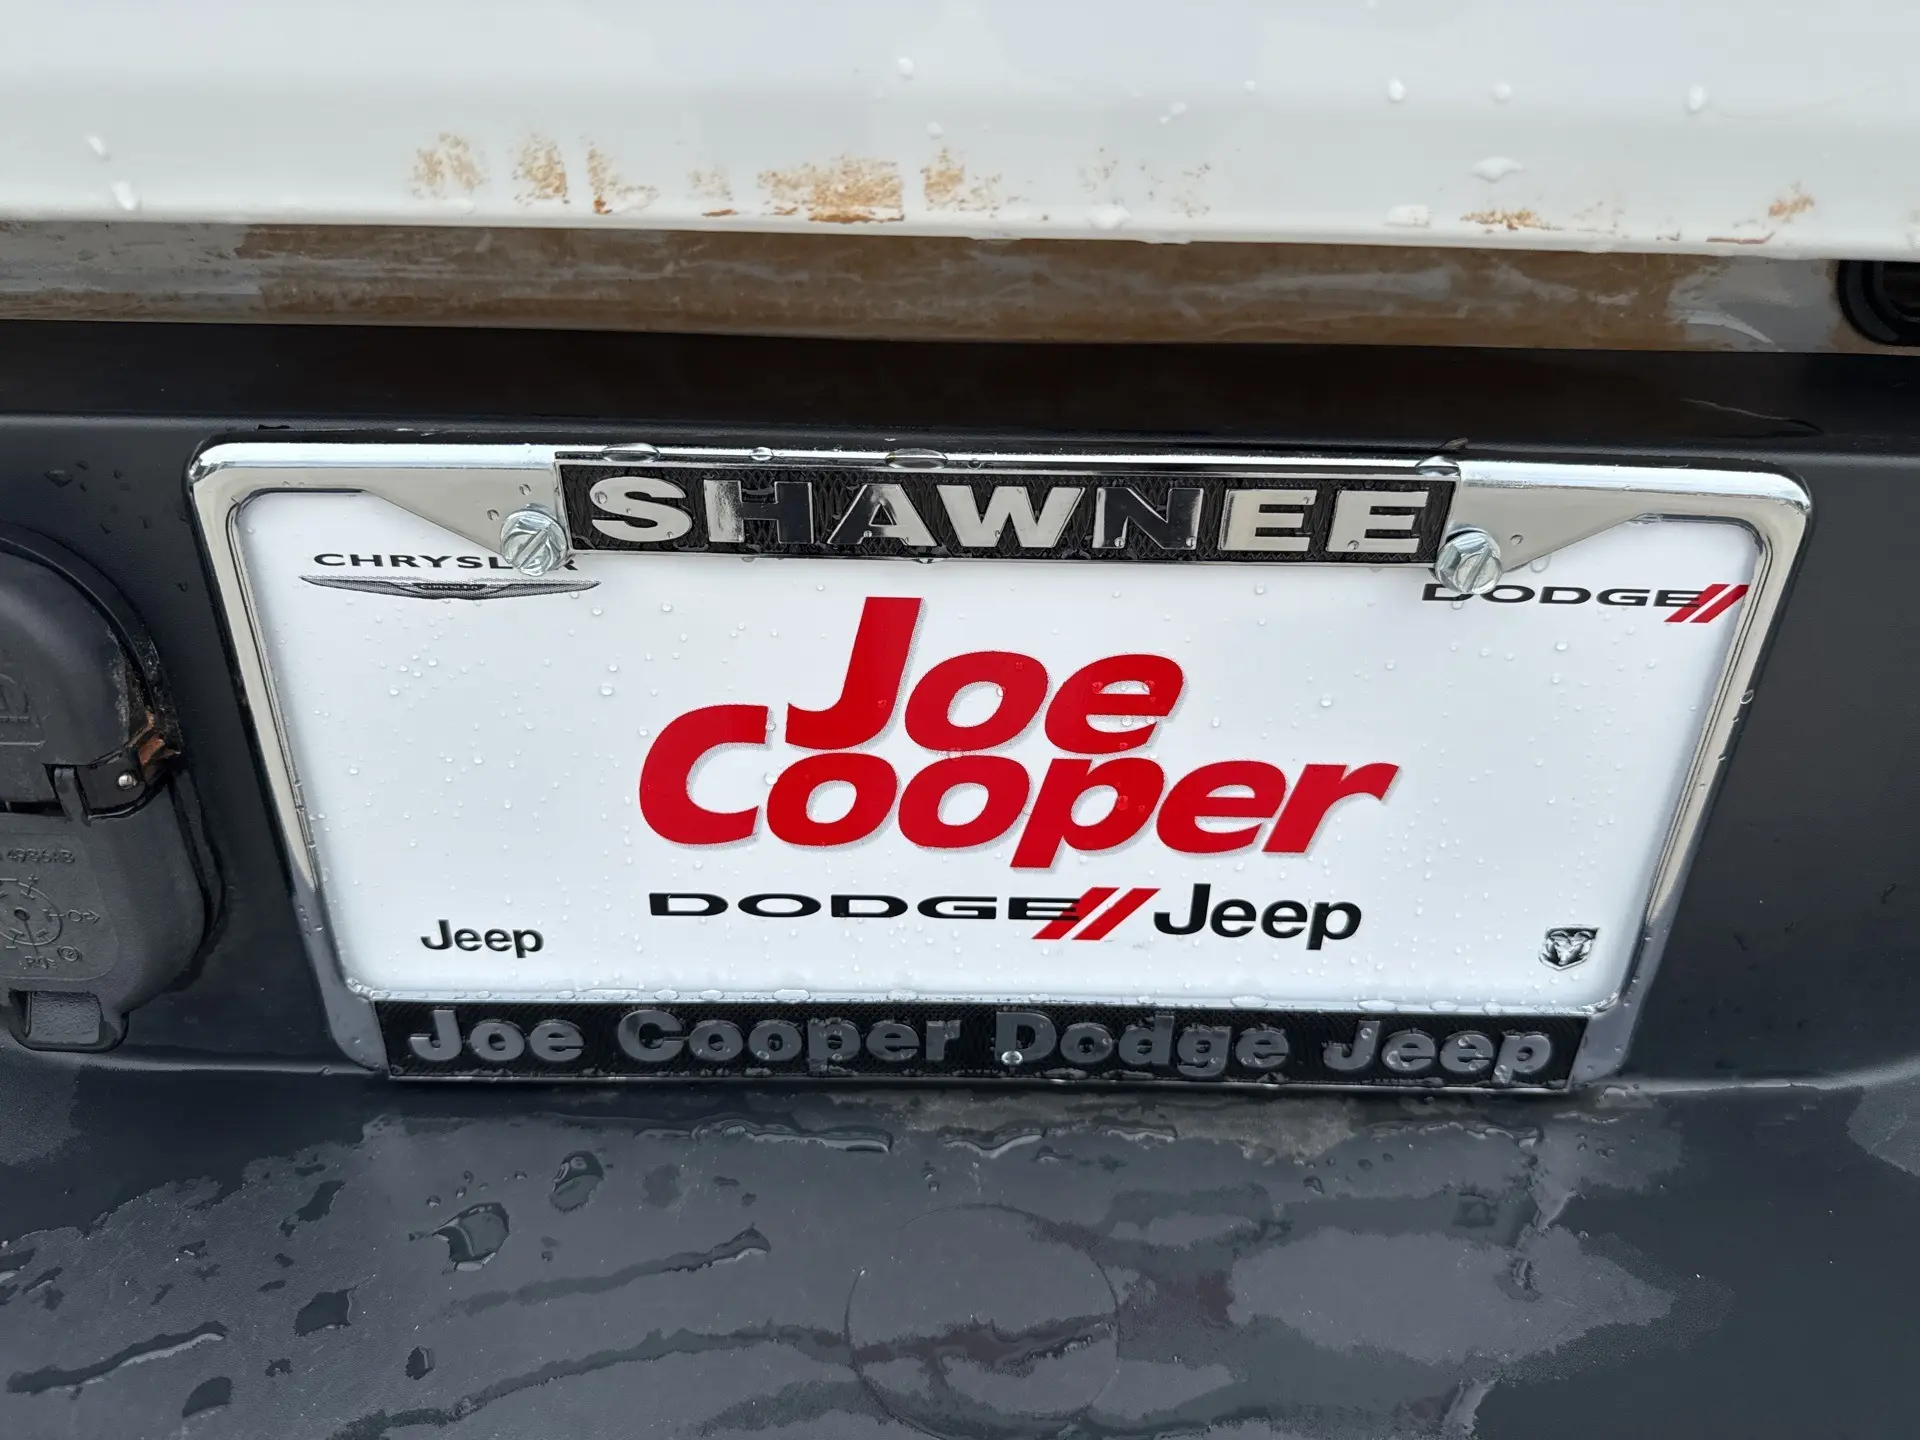 SHAWNEE
CHRYSLER
DODGE
Joe
Cooper
DODGE Jeep
Jeep
Joe Cooper Dodge Jeep